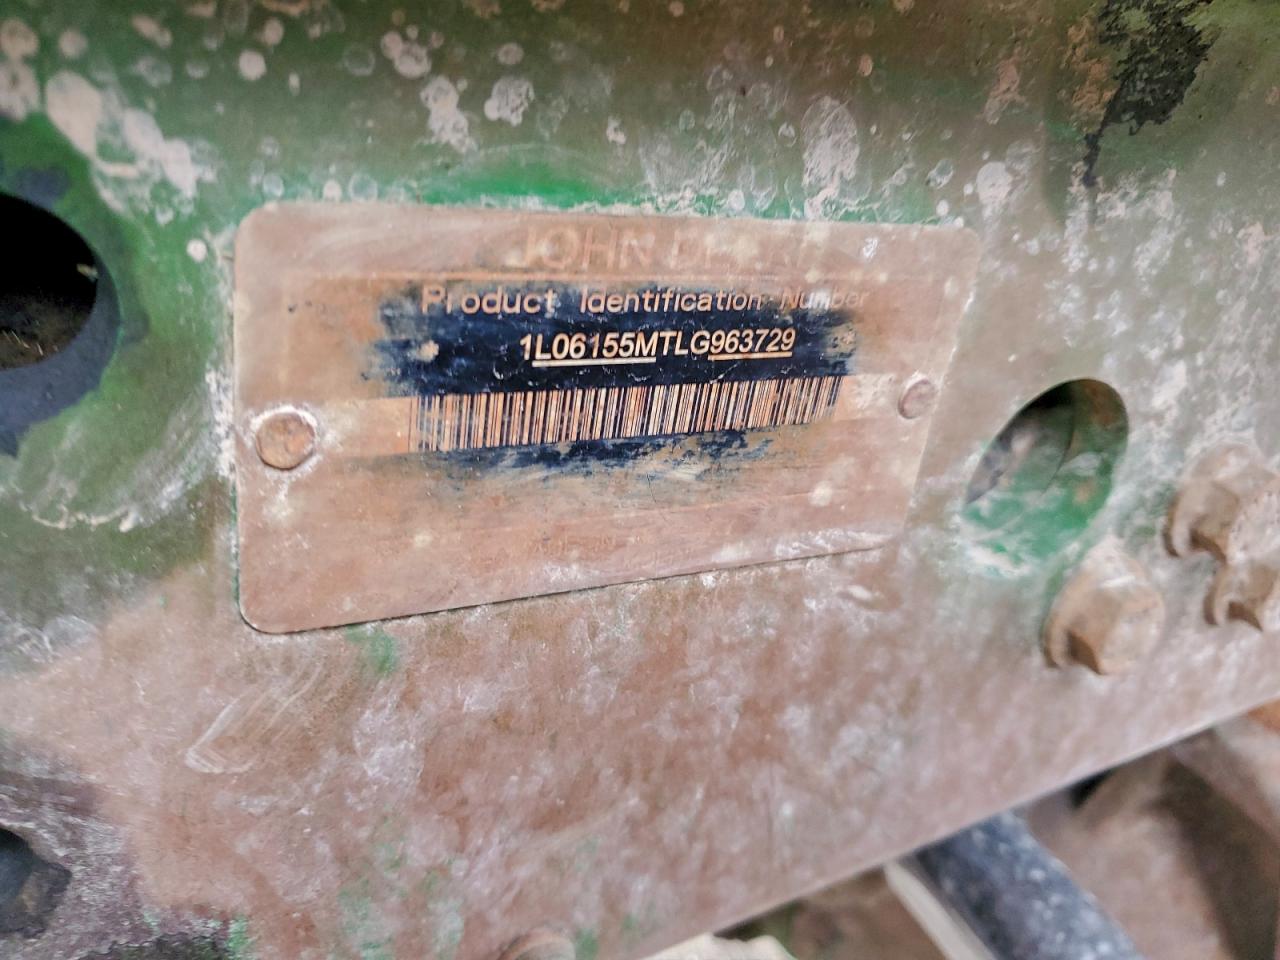 JOHN DEERE
Product Identification Number
1L06155MTLG963729